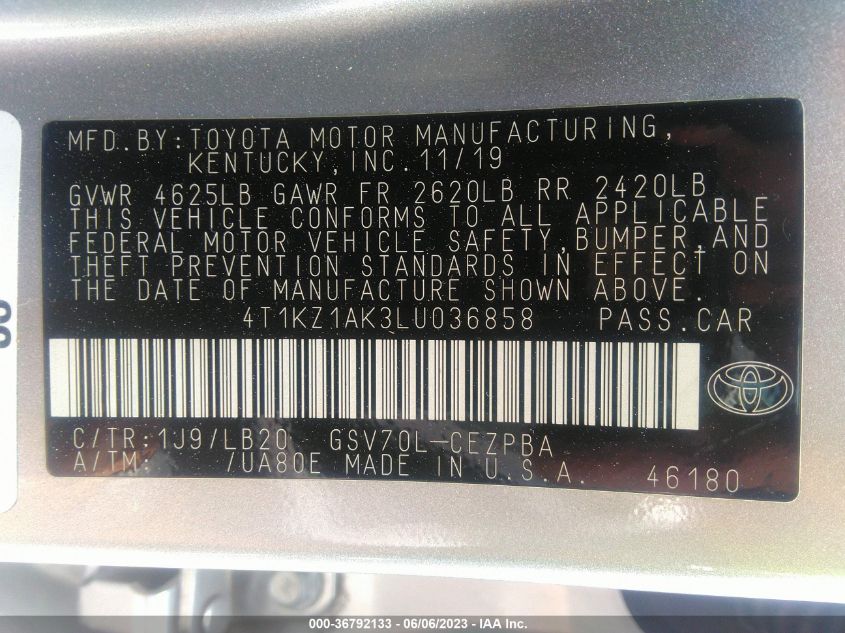 MFD.BY:TOYOTA MOTOR MANUFACTURING,
KENTUCKY,INC.11/19
GVWR 4625LB GAWR FR 2620LB RR 2420LB
THIS VEHICLE CONFORMS TO ALL APPLICABLE
FEDERAL MOTOR VEHICLE SAFETY,BUMPER,AND
THEFT PREVENTION STANDARDS IN EFFECT ON
THE DATE OF MANUFACTURE SHOWN ABOVE.
4T1KZ1AK3LU036858 PASS.CAR
C/TR:1J9/LB20 GSV70L-CEZPBA
A/TM: /UA80E MADE IN U.S.A. 46180
000-36792133 - 06/06/2023 - © IAA Inc.